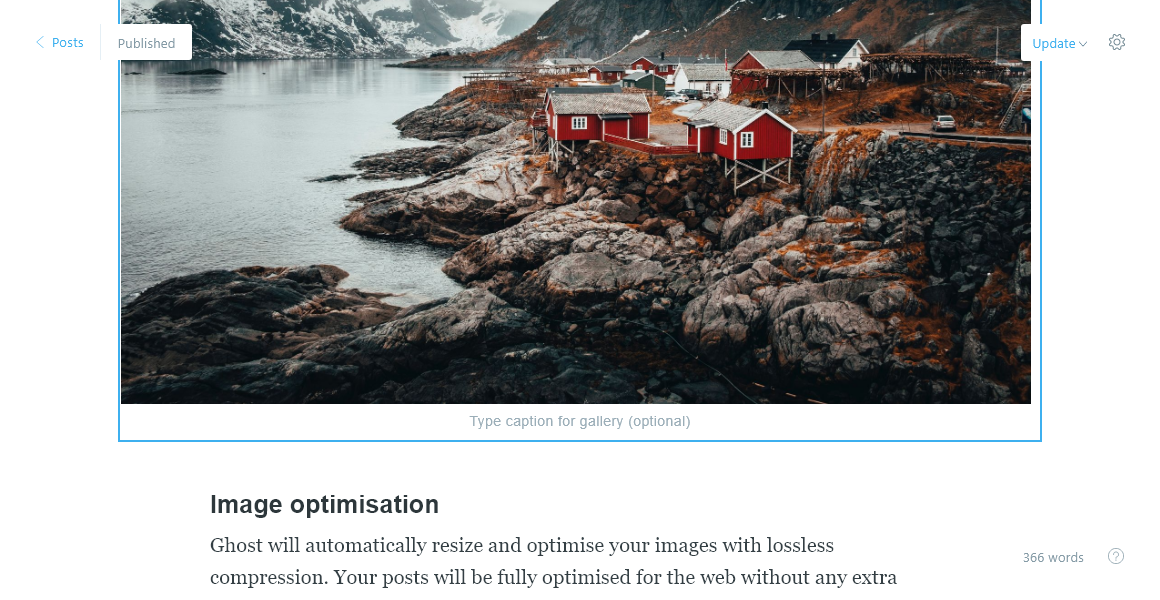 Posts
Published
Update
Type caption for gallery (optional)
Image optimisation
Ghost will automatically resize and optimise your images with lossless
compression. Your posts will be fully optimised for the web without any extra
366 words
?